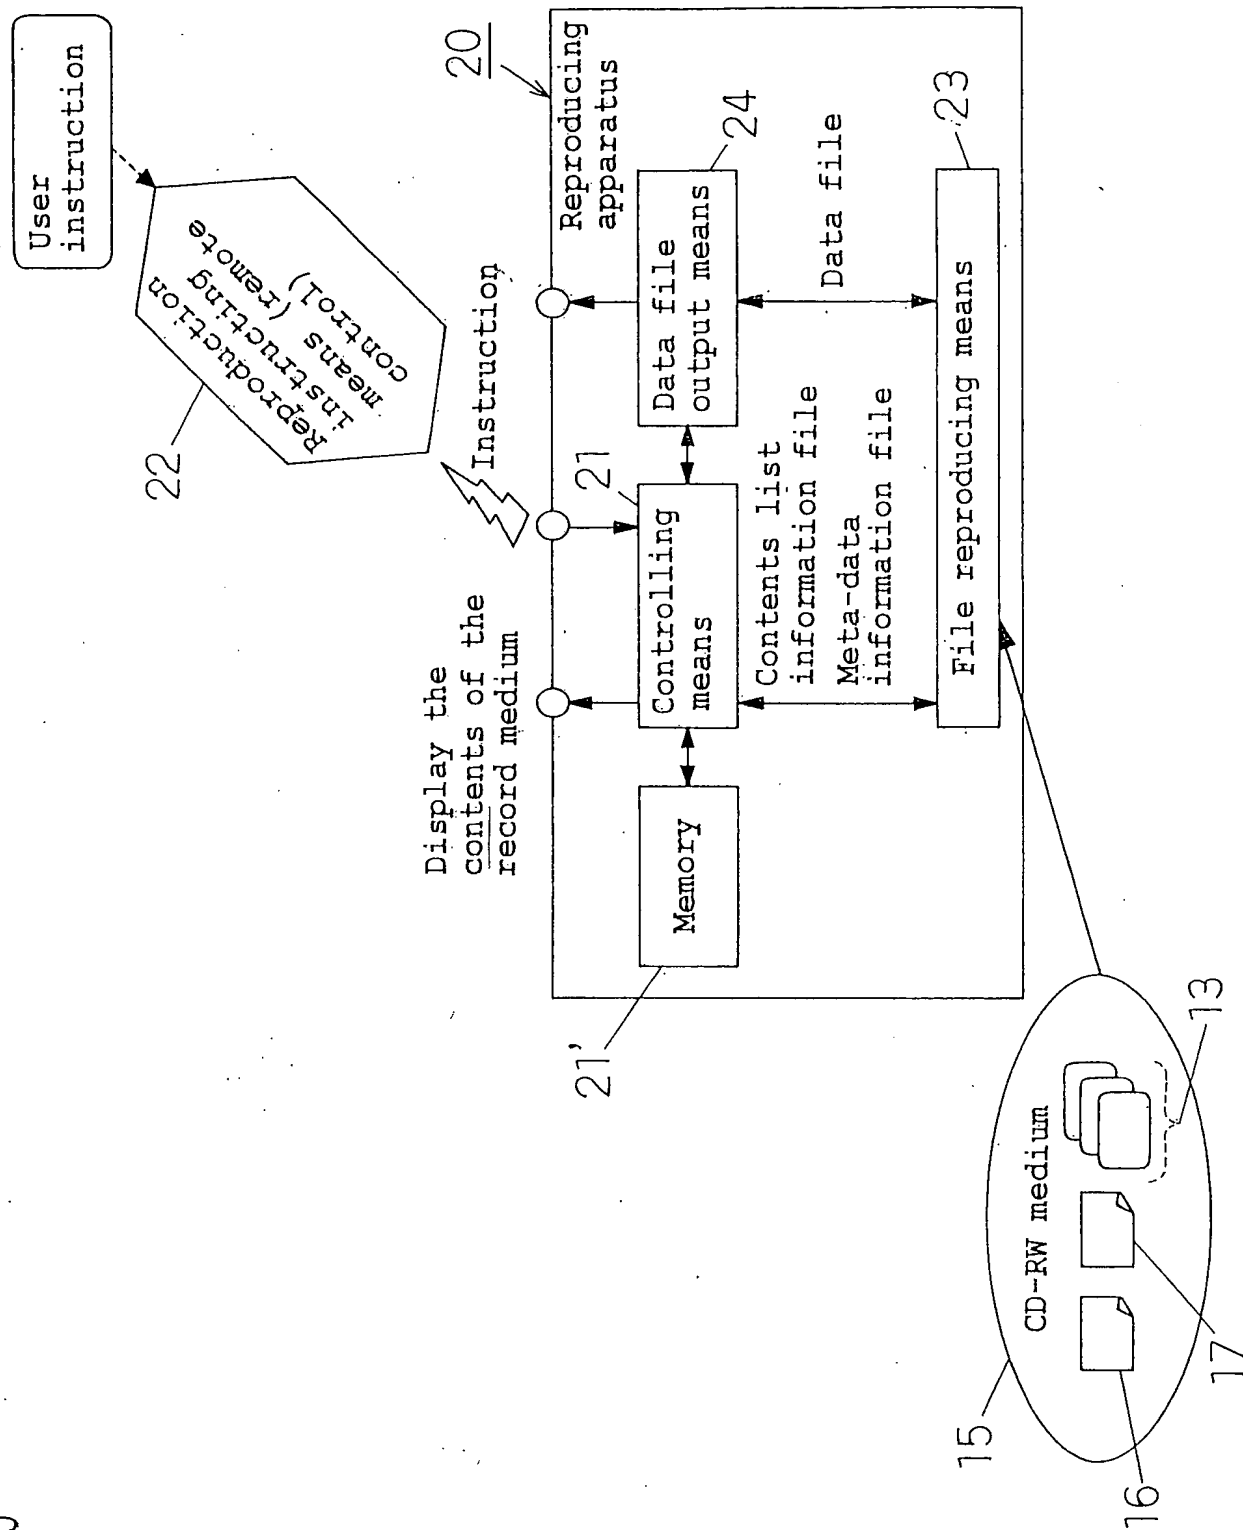 User
instruction
22
Reproduction
instructing
means (remote
control)
Instruction
20
Display the
contents of the
record medium
Reproducing
apparatus
21'
Memory
21
Controlling
means
24
Data file
output means
Contents list
information file
Meta-data
information file
Data file
23
File reproducing means
15
CD-RW medium
16
17
13